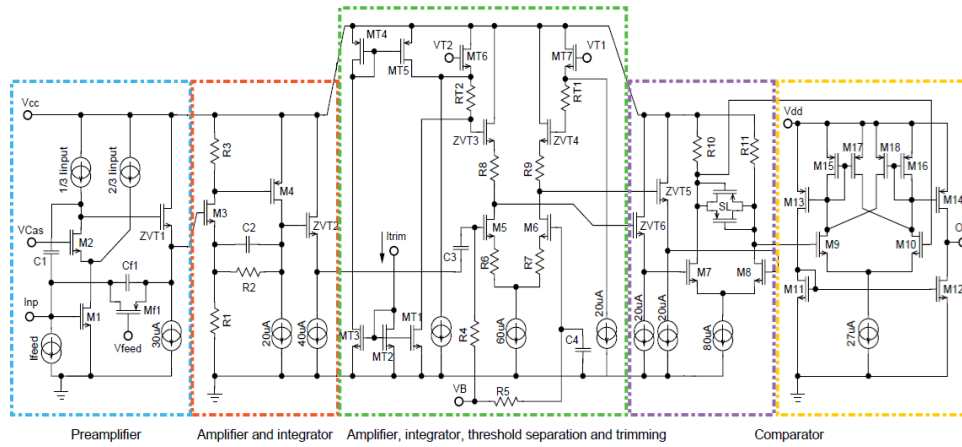 Vcc
1/3 Iinput
2/3 Iinput
VCas
M2
C1
ZVT1
Cf1
Inp
M1
Mf1
Ifeed
Vfeed
30uA
R3
M4
M3
ZVT2
C2
R2
R1
20uA
40uA
MT4
MT5
VT2
MT6
MT7
VT1
RT2
RT1
ZVT3
ZVT4
R8
R9
Itrim
C3
M5
M6
R6
R7
MT3
MT2
MT1
R4
60uA
C4
20uA
VB
R5
R10
R11
ZVT5
SL
ZVT6
M7
M8
20uA
20uA
80uA
Vdd
M17
M18
M15
M16
M13
M14
M9
M10
O
M11
M12
27uA
Preamplifier
Amplifier and integrator
Amplifier, integrator, threshold separation and trimming
Comparator